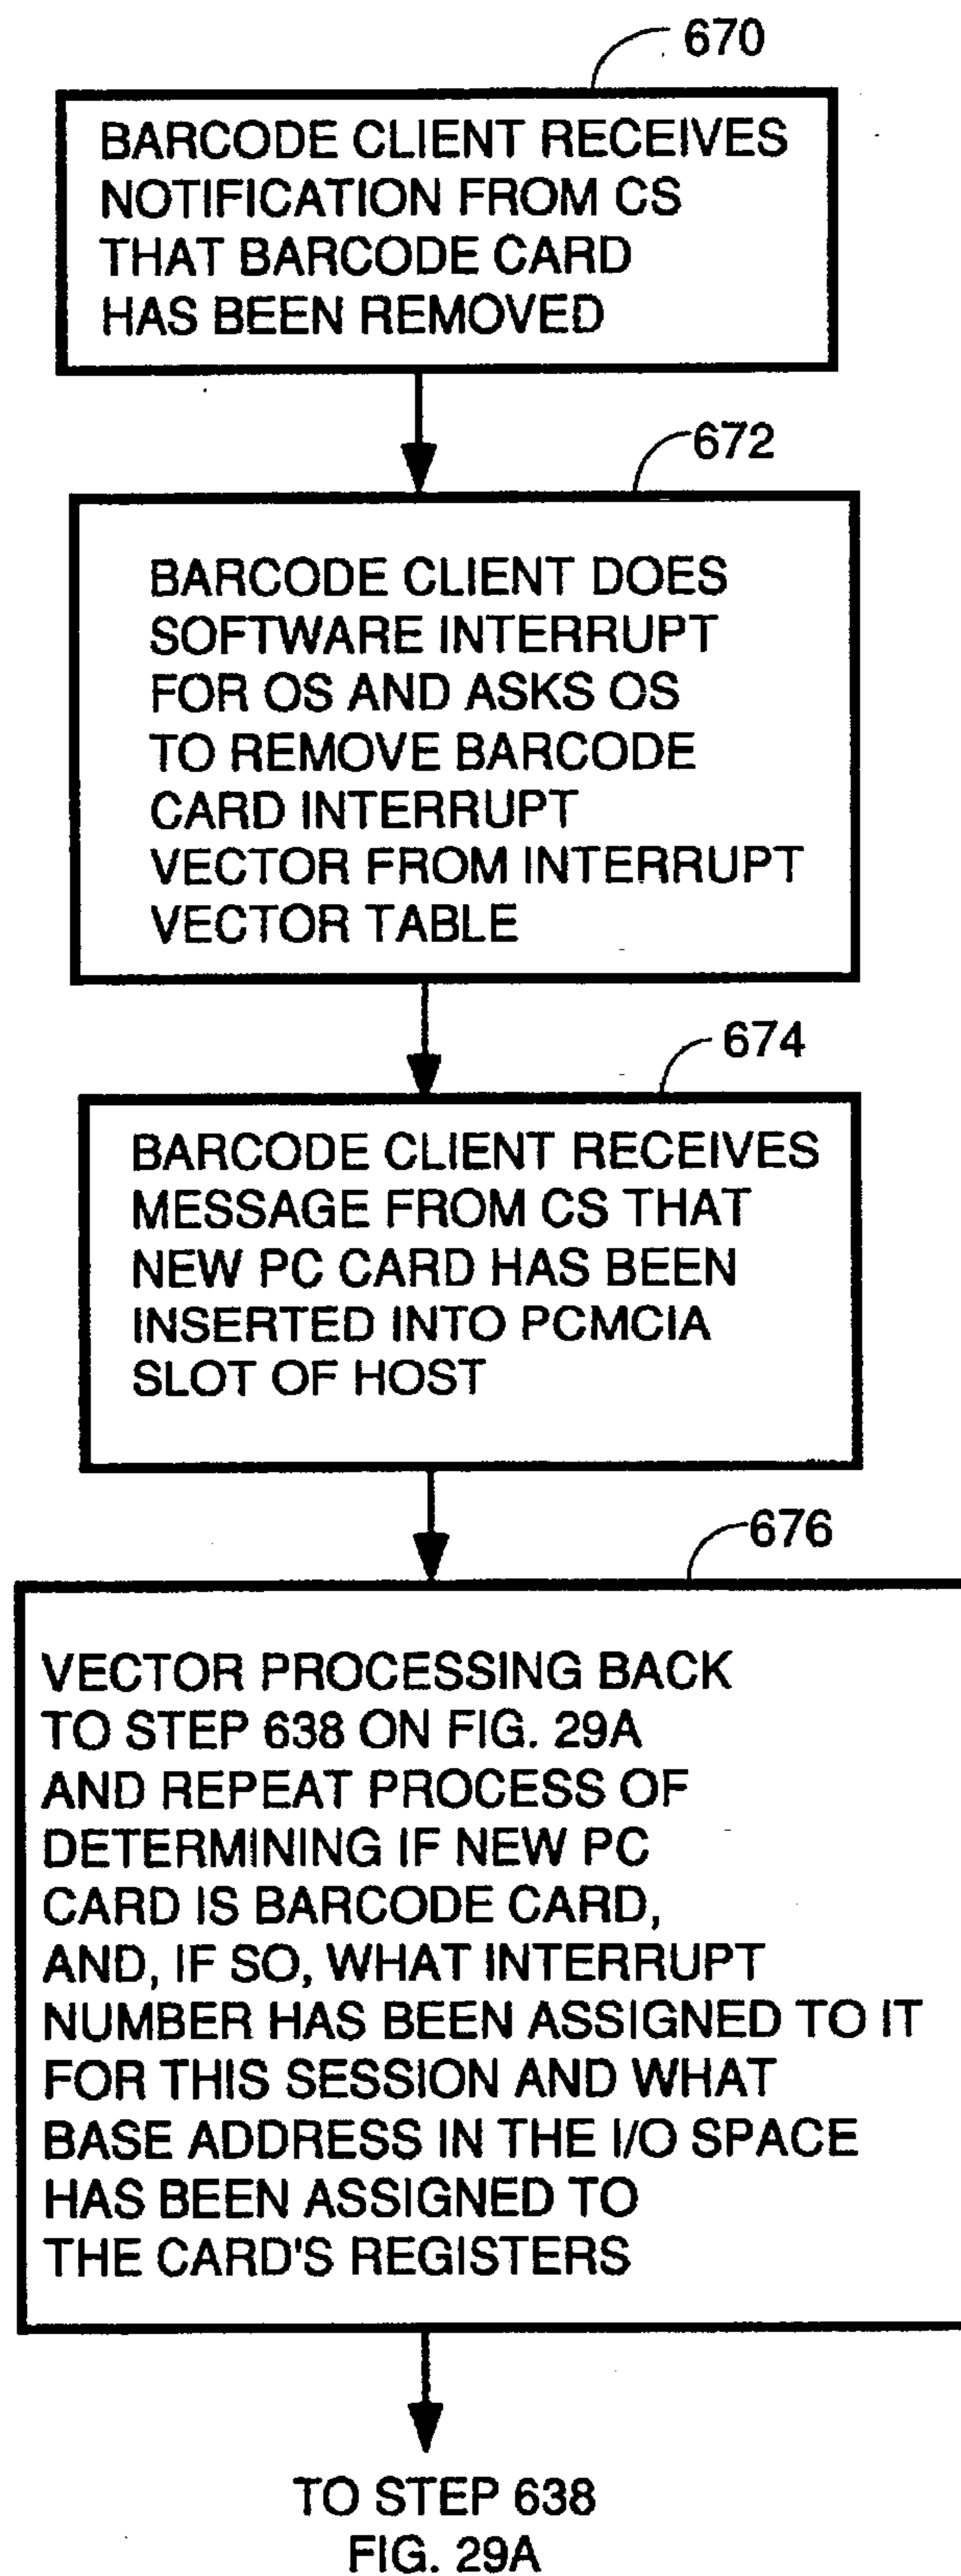 670
BARCODE CLIENT RECEIVES
NOTIFICATION FROM CS
THAT BARCODE CARD
HAS BEEN REMOVED
672
BARCODE CLIENT DOES
SOFTWARE INTERRUPT
FOR OS AND ASKS OS
TO REMOVE BARCODE
CARD INTERRUPT
VECTOR FROM INTERRUPT
VECTOR TABLE
674
BARCODE CLIENT RECEIVES
MESSAGE FROM CS THAT
NEW PC CARD HAS BEEN
INSERTED INTO PCMCIA
SLOT OF HOST
676
VECTOR PROCESSING BACK
TO STEP 638 ON FIG. 29A
AND REPEAT PROCESS OF
DETERMINING IF NEW PC
CARD IS BARCODE CARD,
AND, IF SO, WHAT INTERRUPT
NUMBER HAS BEEN ASSIGNED TO IT
FOR THIS SESSION AND WHAT
BASE ADDRESS IN THE I/O SPACE
HAS BEEN ASSIGNED TO
THE CARD'S REGISTERS
TO STEP 638
FIG. 29A